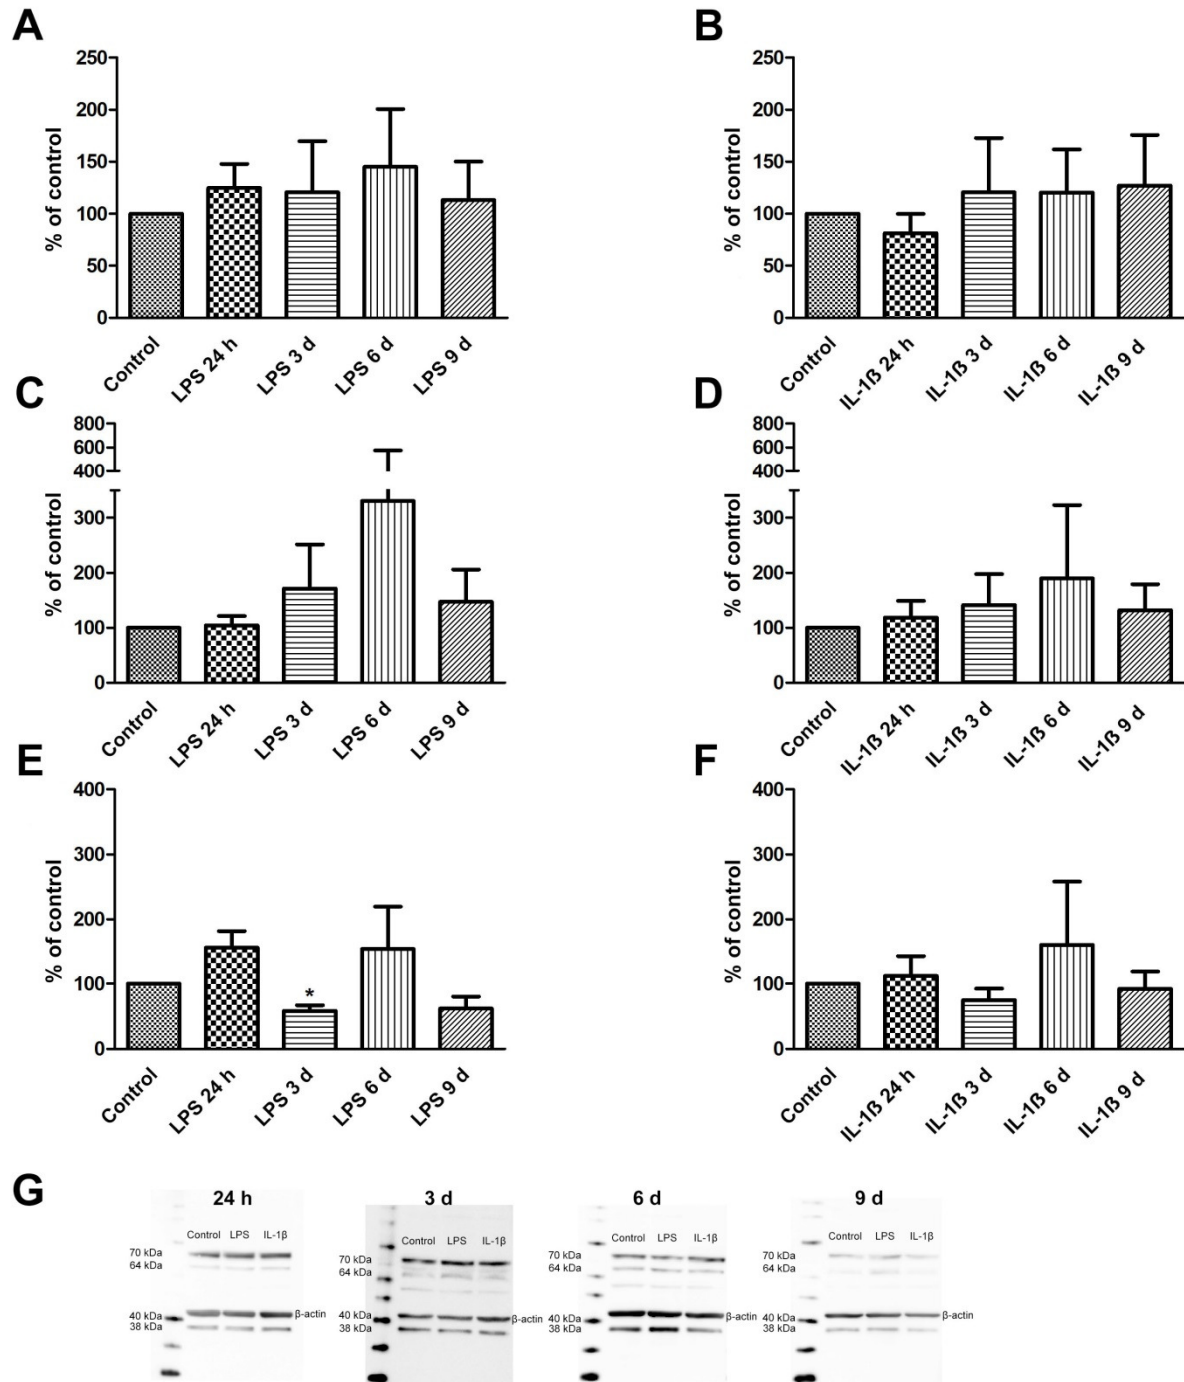 A
% of control
250
200
150
100
50
0
Control
LPS 24 h
LPS 3 d
LPS 6 d
LPS 9 d
B
% of control
250
200
150
100
50
0
Control
IL-1ß 24 h
IL-1ß 3 d
IL-1ß 6 d
IL-1ß 9 d
C
% of control
800
600
400
300
200
100
0
Control
LPS 24 h
LPS 3 d
LPS 6 d
LPS 9 d
D
% of control
800
600
400
300
200
100
0
Control
IL-1ß 24 h
IL-1ß 3 d
IL-1ß 6 d
IL-1ß 9 d
E
% of control
400
300
200
100
0
*
Control
LPS 24 h
LPS 3 d
LPS 6 d
LPS 9 d
F
% of control
400
300
200
100
0
Control
IL-1ß 24 h
IL-1ß 3 d
IL-1ß 6 d
IL-1ß 9 d
G
24 h
Control LPS IL-1β
70 kDa
64 kDa
40 kDa
β-actin
38 kDa
3 d
Control LPS IL-1β
70 kDa
64 kDa
40 kDa
β-actin
38 kDa
6 d
Control LPS IL-1β
70 kDa
64 kDa
40 kDa
β-actin
38 kDa
9 d
Control LPS IL-1β
70 kDa
64 kDa
40 kDa
β-actin
38 kDa